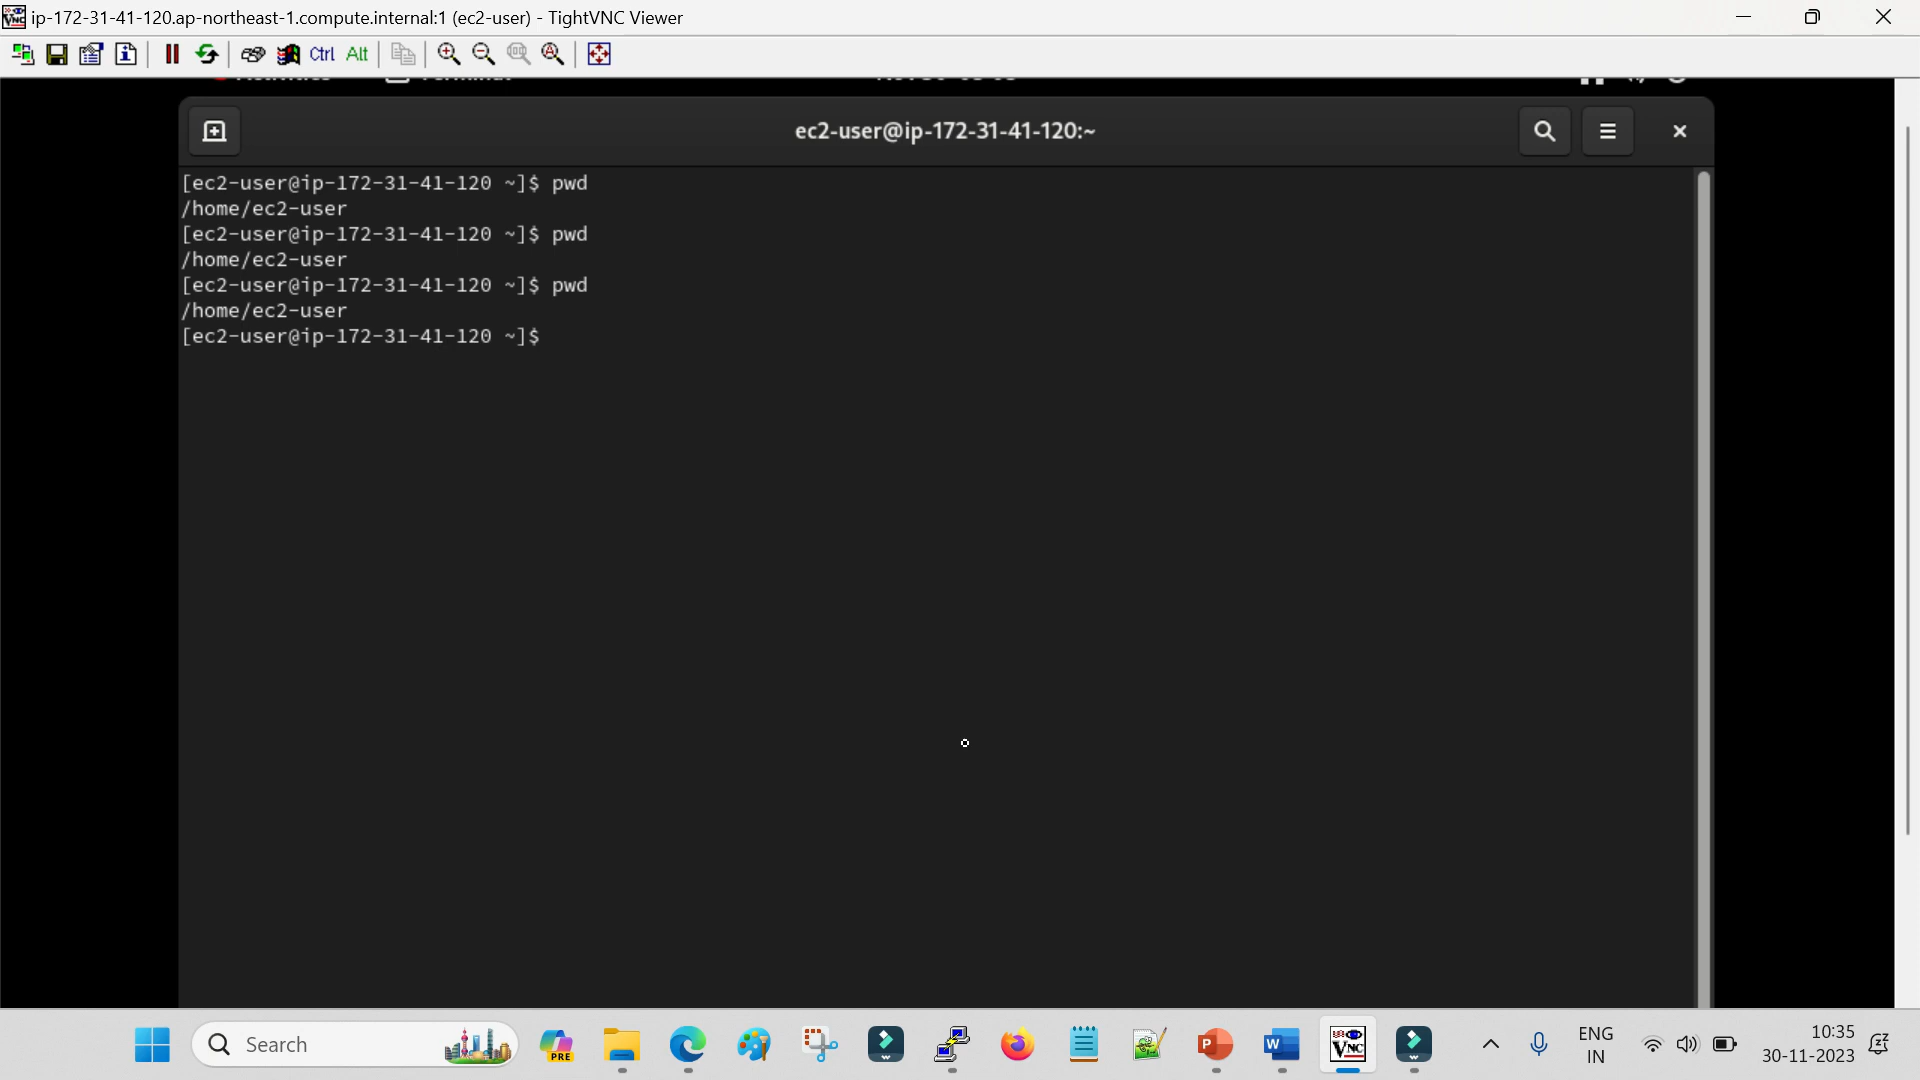 ip-172-31-41-120.ap-northeast-1.compute.internal:1 (ec2-user) - TightVNC Viewer
Ctrl Alt
ec2-user@ip-172-31-41-120:~
[ec2-user@ip-172-31-41-120 ~]$ pwd
/home/ec2-user
[ec2-user@ip-172-31-41-120 ~]$ pwd
/home/ec2-user
[ec2-user@ip-172-31-41-120 ~]$ pwd
/home/ec2-user
[ec2-user@ip-172-31-41-120 ~]$
Search
PRE
ENG
IN
10:35
30-11-2023